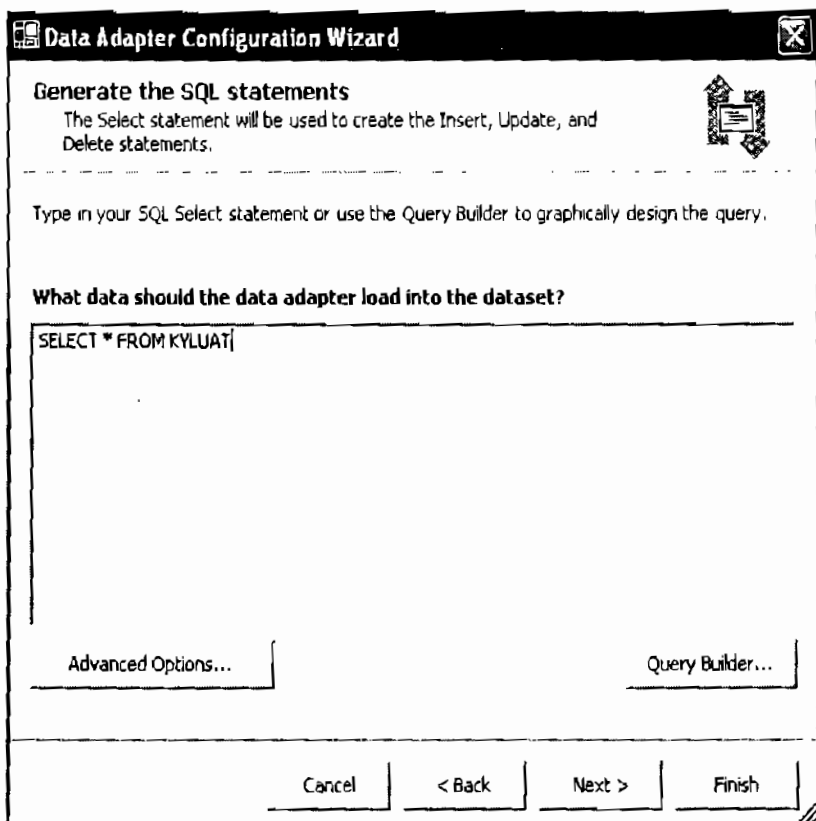 Data Adapter Configuration Wizard
Generate the SQL statements
The Select statement will be used to create the Insert, Update, and
Delete statements.
Type in your SQL Select statement or use the Query Builder to graphically design the query.
What data should the data adapter load into the dataset?
SELECT * FROM KYLUAT
Advanced Options...
Query Builder...
Cancel
< Back
Next >
Finish